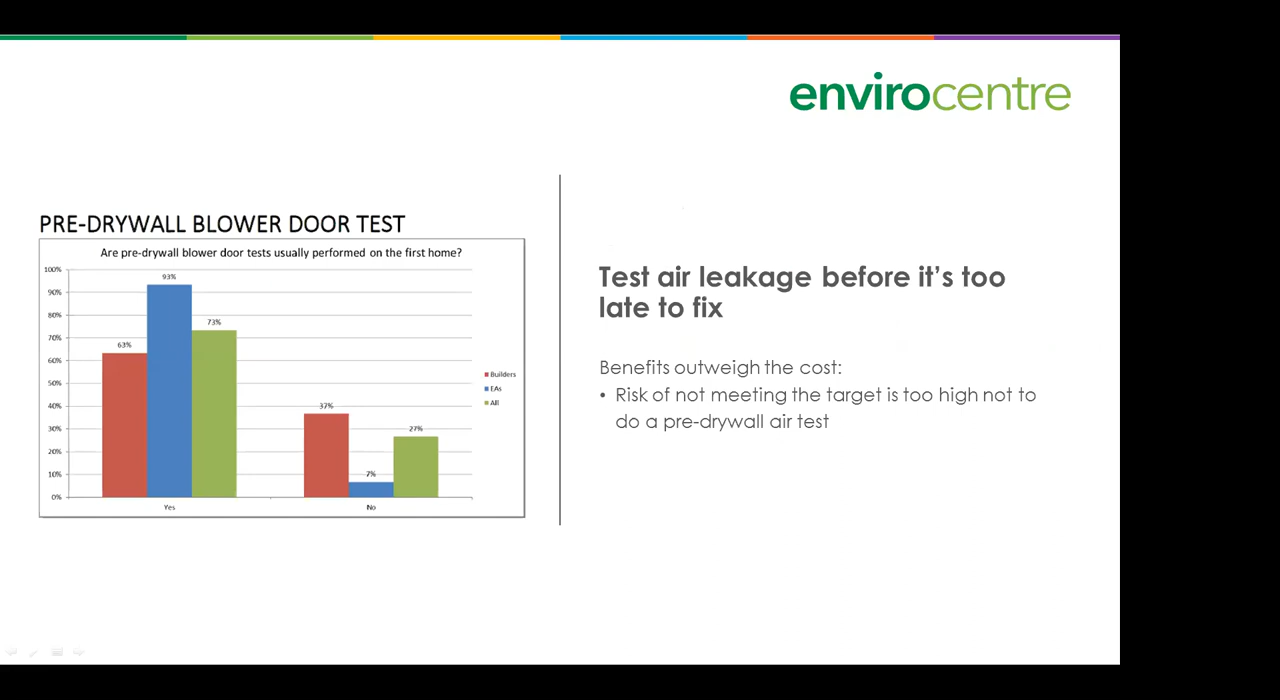 envirocentre
PRE-DRYWALL BLOWER DOOR TEST
Are pre-drywall blower door tests usually performed on the first home?
100%
90%
80%
70%
60%
50%
40%
30%
20%
10%
0%
63%
93%
73%
37%
7%
27%
Yes
No
Builders
EAs
All
Test air leakage before it’s too
late to fix
Benefits outweigh the cost:
• Risk of not meeting the target is too high not to
do a pre-drywall air test